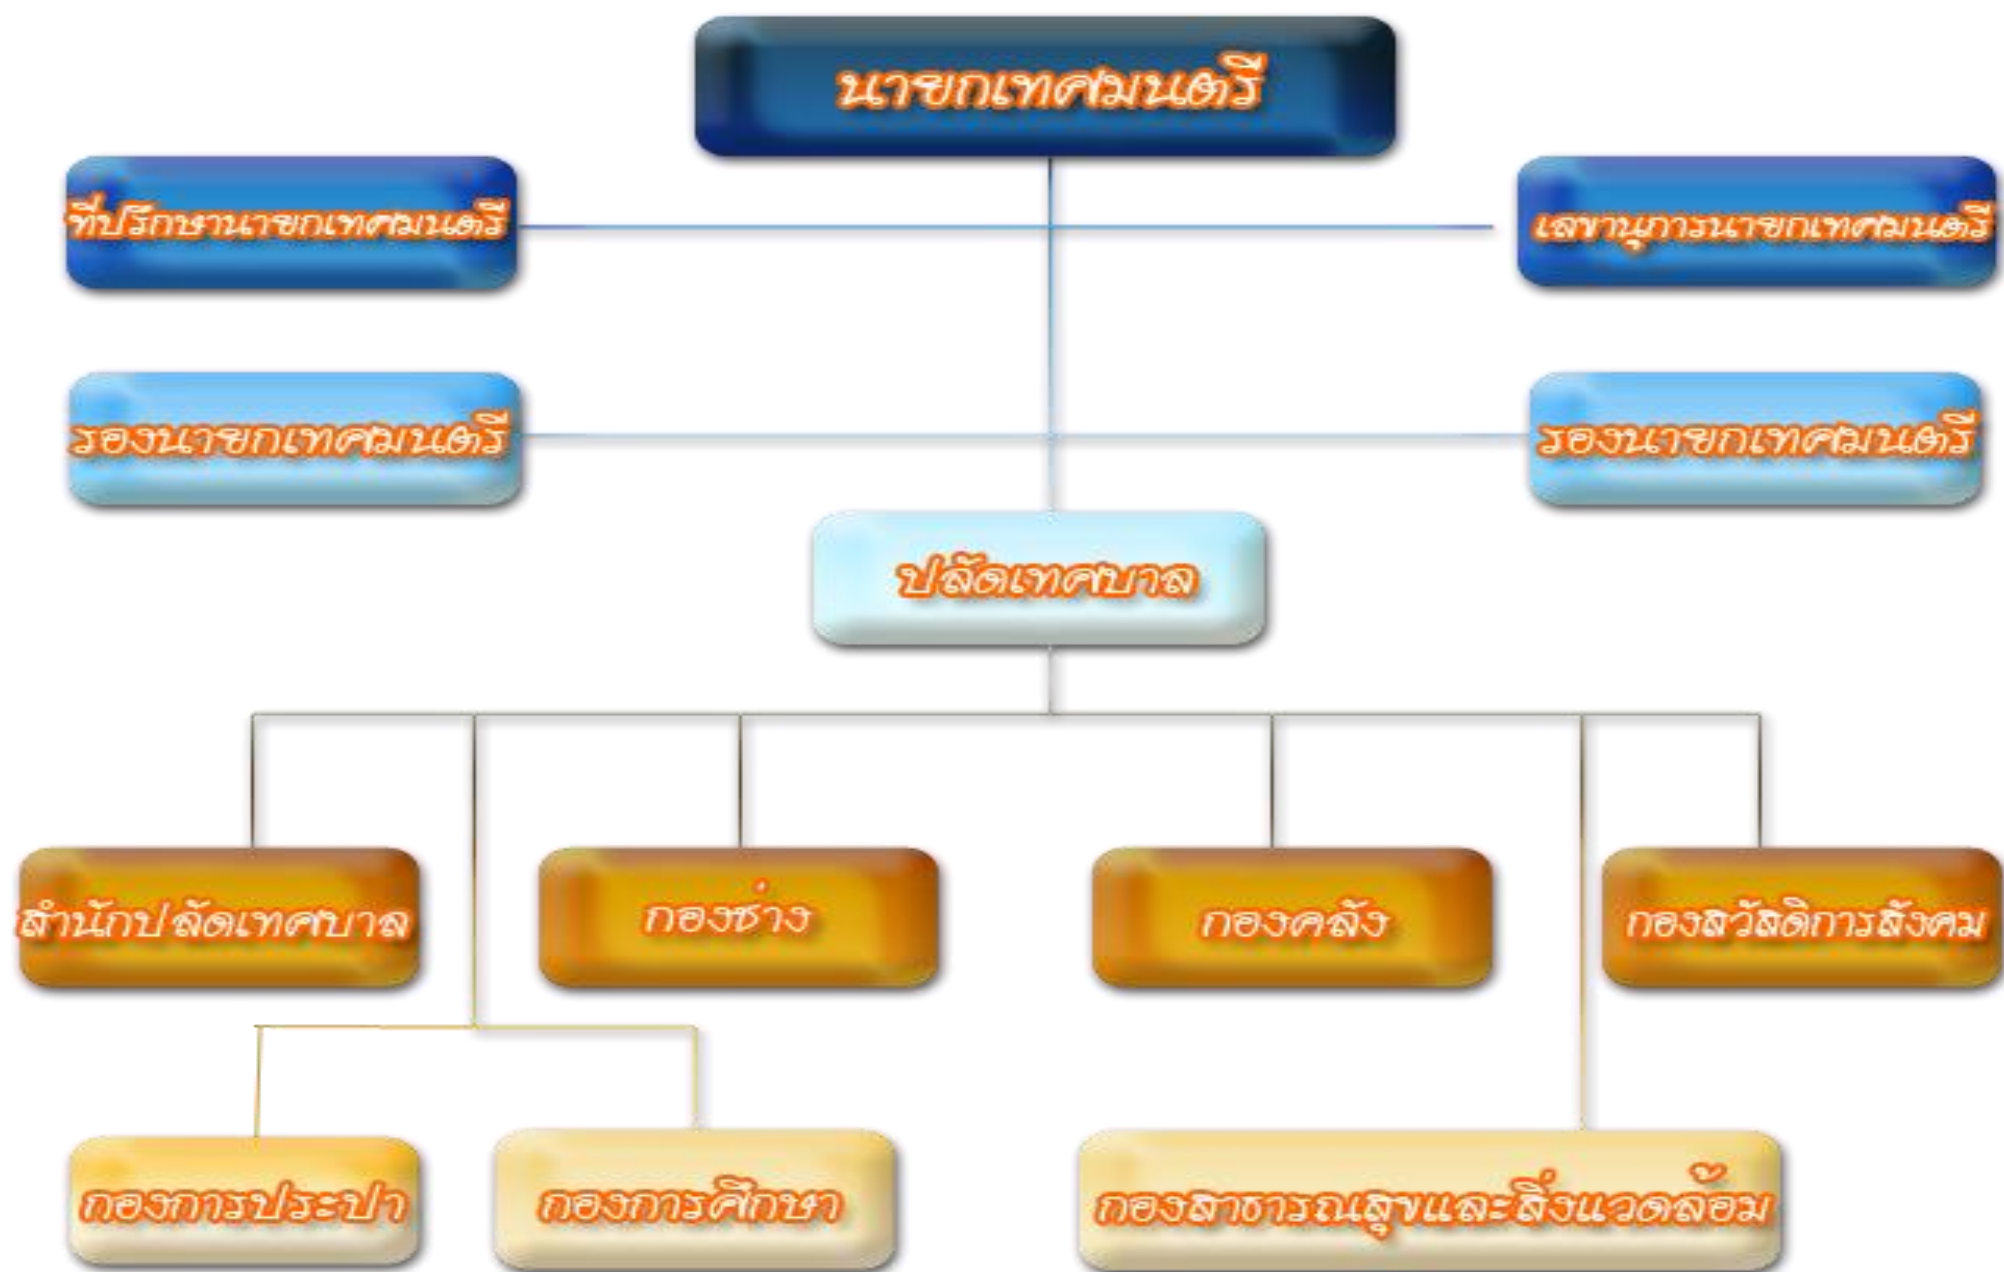 นายกเทศมนตรี
ที่ปรึกษานายกเทศมนตรี
เลขานุการนายกเทศมนตรี
รองนายกเทศมนตรี
รองนายกเทศมนตรี
ปลัดเทศบาล
สำนักปลัดเทศบาล
กองช่าง
กองคลัง
กองสวัสดิการสังคม
กองการประปา
กองการศึกษา
กองสาธารณสุขและสิ่งแวดล้อม